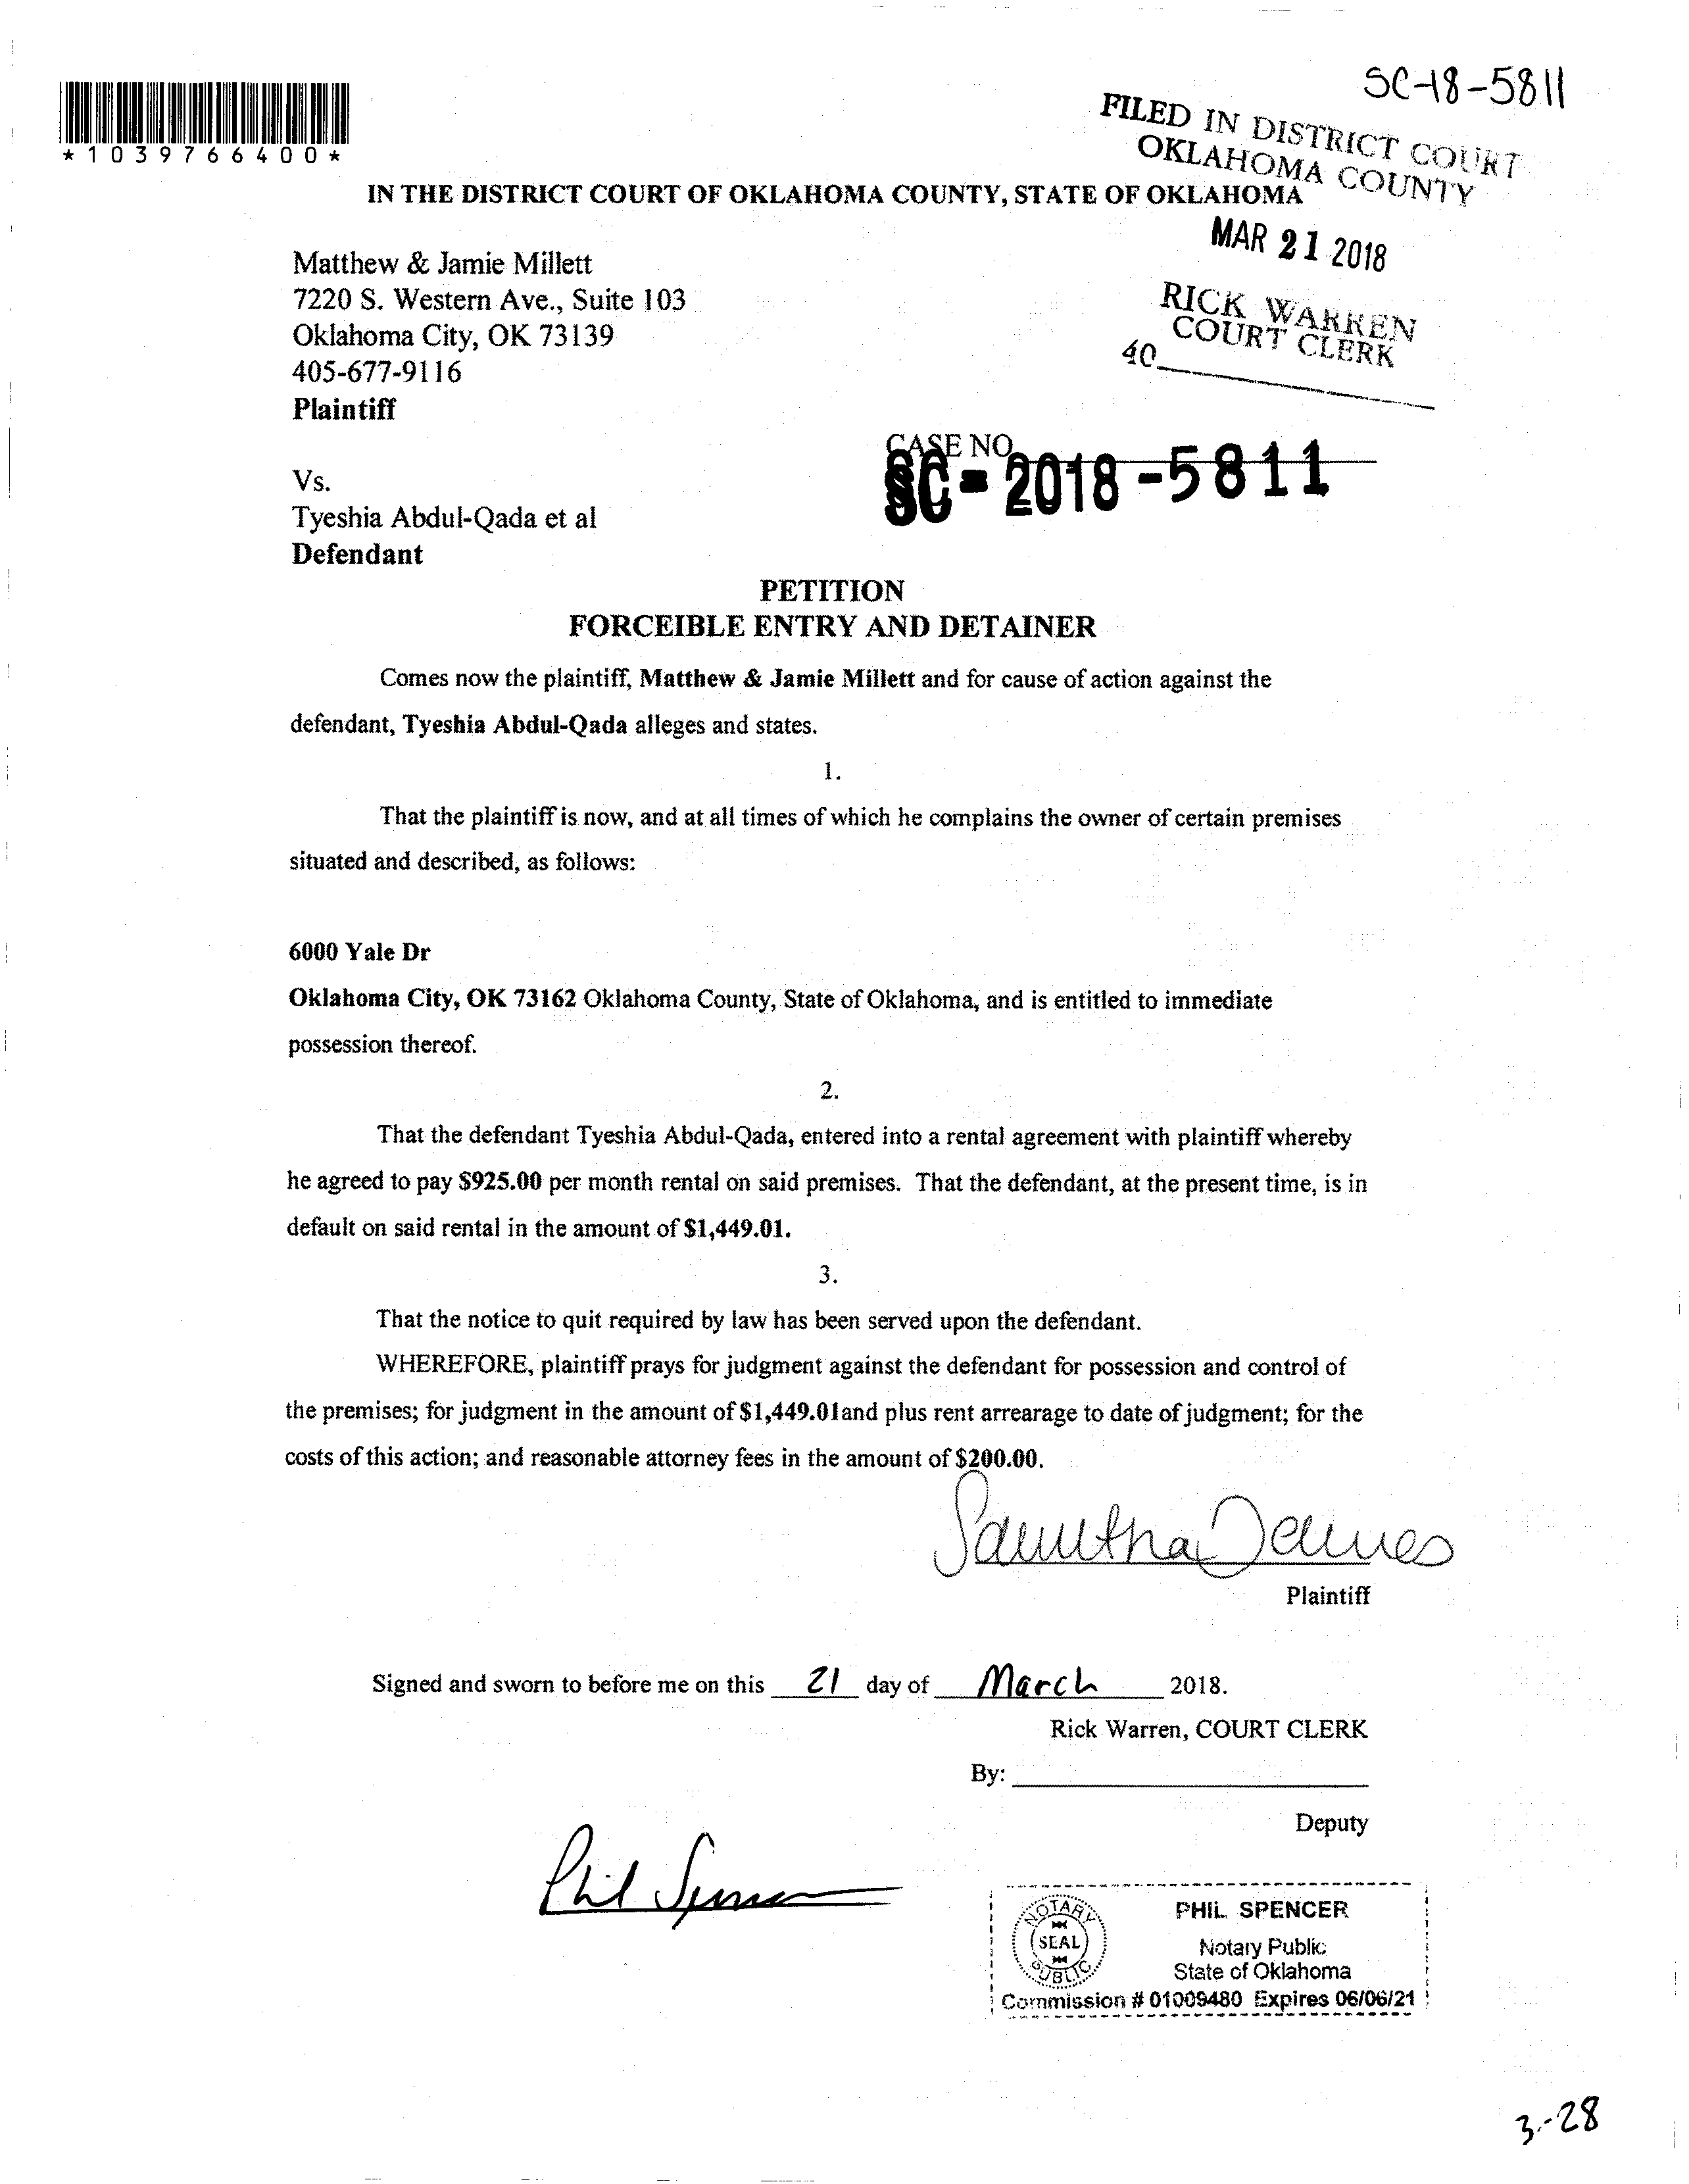 SC-18-5811
*1039766400*
FILED IN DISTRICT COURT
OKLAHOMA COUNTY
IN THE DISTRICT COURT OF OKLAHOMA COUNTY, STATE OF OKLAHOMA
MAR 21 2018
RICK WARREN
COURT CLERK
40
Matthew & Jamie Millett
7220 S. Western Ave., Suite 103
Oklahoma City, OK 73139
405-677-9116
Plaintiff
CASE NO
SC - 2018 - 5811
Vs.
Tyeshia Abdul-Qada et al
Defendant
PETITION
FORCEIBLE ENTRY AND DETAINER
Comes now the plaintiff, Matthew & Jamie Millett and for cause of action against the
defendant, Tyeshia Abdul-Qada alleges and states.
1.
That the plaintiff is now, and at all times of which he complains the owner of certain premises
situated and described, as follows:
6000 Yale Dr
Oklahoma City, OK 73162 Oklahoma County, State of Oklahoma, and is entitled to immediate
possession thereof.
2.
That the defendant Tyeshia Abdul-Qada, entered into a rental agreement with plaintiff whereby
he agreed to pay $925.00 per month rental on said premises. That the defendant, at the present time, is in
default on said rental in the amount of $1,449.01.
3.
That the notice to quit required by law has been served upon the defendant.
WHEREFORE, plaintiff prays for judgment against the defendant for possession and control of
the premises; for judgment in the amount of $1,449.01and plus rent arrearage to date of judgment; for the
costs of this action; and reasonable attorney fees in the amount of $200.00.
Plaintiff
Signed and sworn to before me on this 21 day of March 2018.
Rick Warren, COURT CLERK
By:
Deputy
Phil Spencer
NOTARY
SEAL
PUBLIC
PHIL SPENCER
Notary Public
State of Oklahoma
Commission # 01009480 Expires 06/06/21
3-28